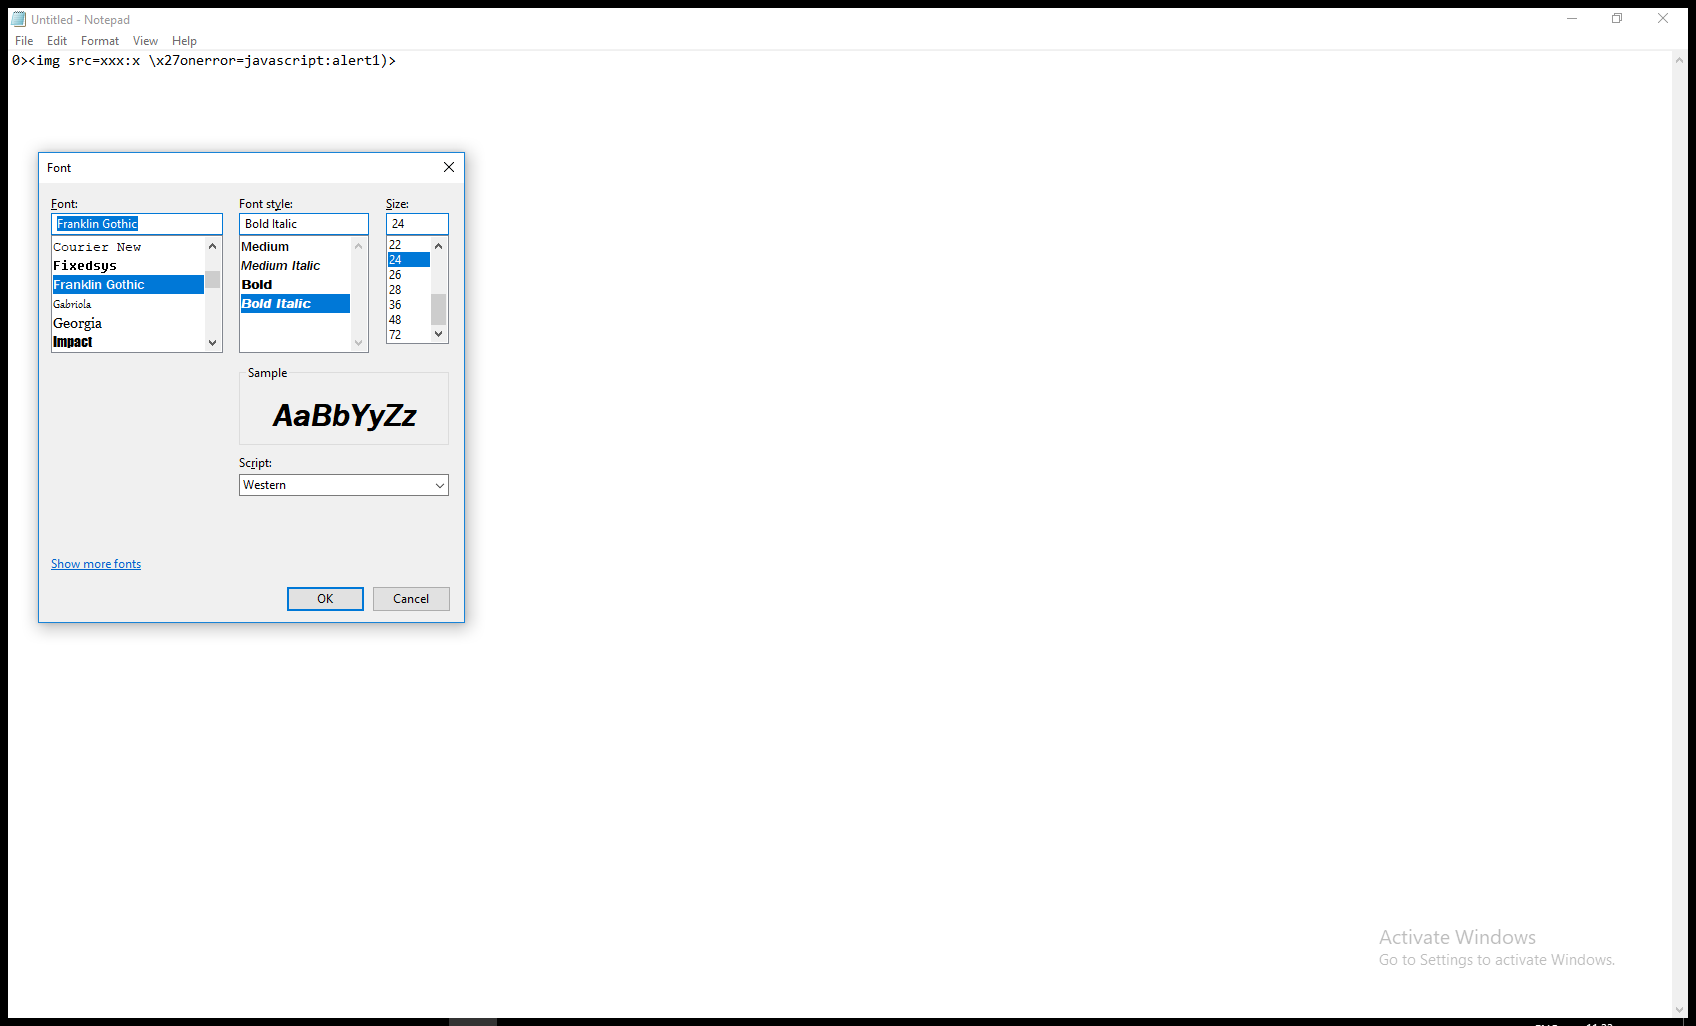 Untitled - Notepad
File Edit Format View Help
0><img src=xxx:x \x27onerror=javascript:alert1)>
Font
Font: Font style: Size:
Franklin Gothic Bold Italic 24
Courier New
Fixedsys
Franklin Gothic
Gabriola
Georgia
Impact
Medium
Medium Italic
Bold
Bold Italic
22
24
26
28
36
48
72
Sample
AaBbYyZz
Script:
Western
Show more fonts
OK Cancel
Activate Windows
Go to Settings to activate Windows.